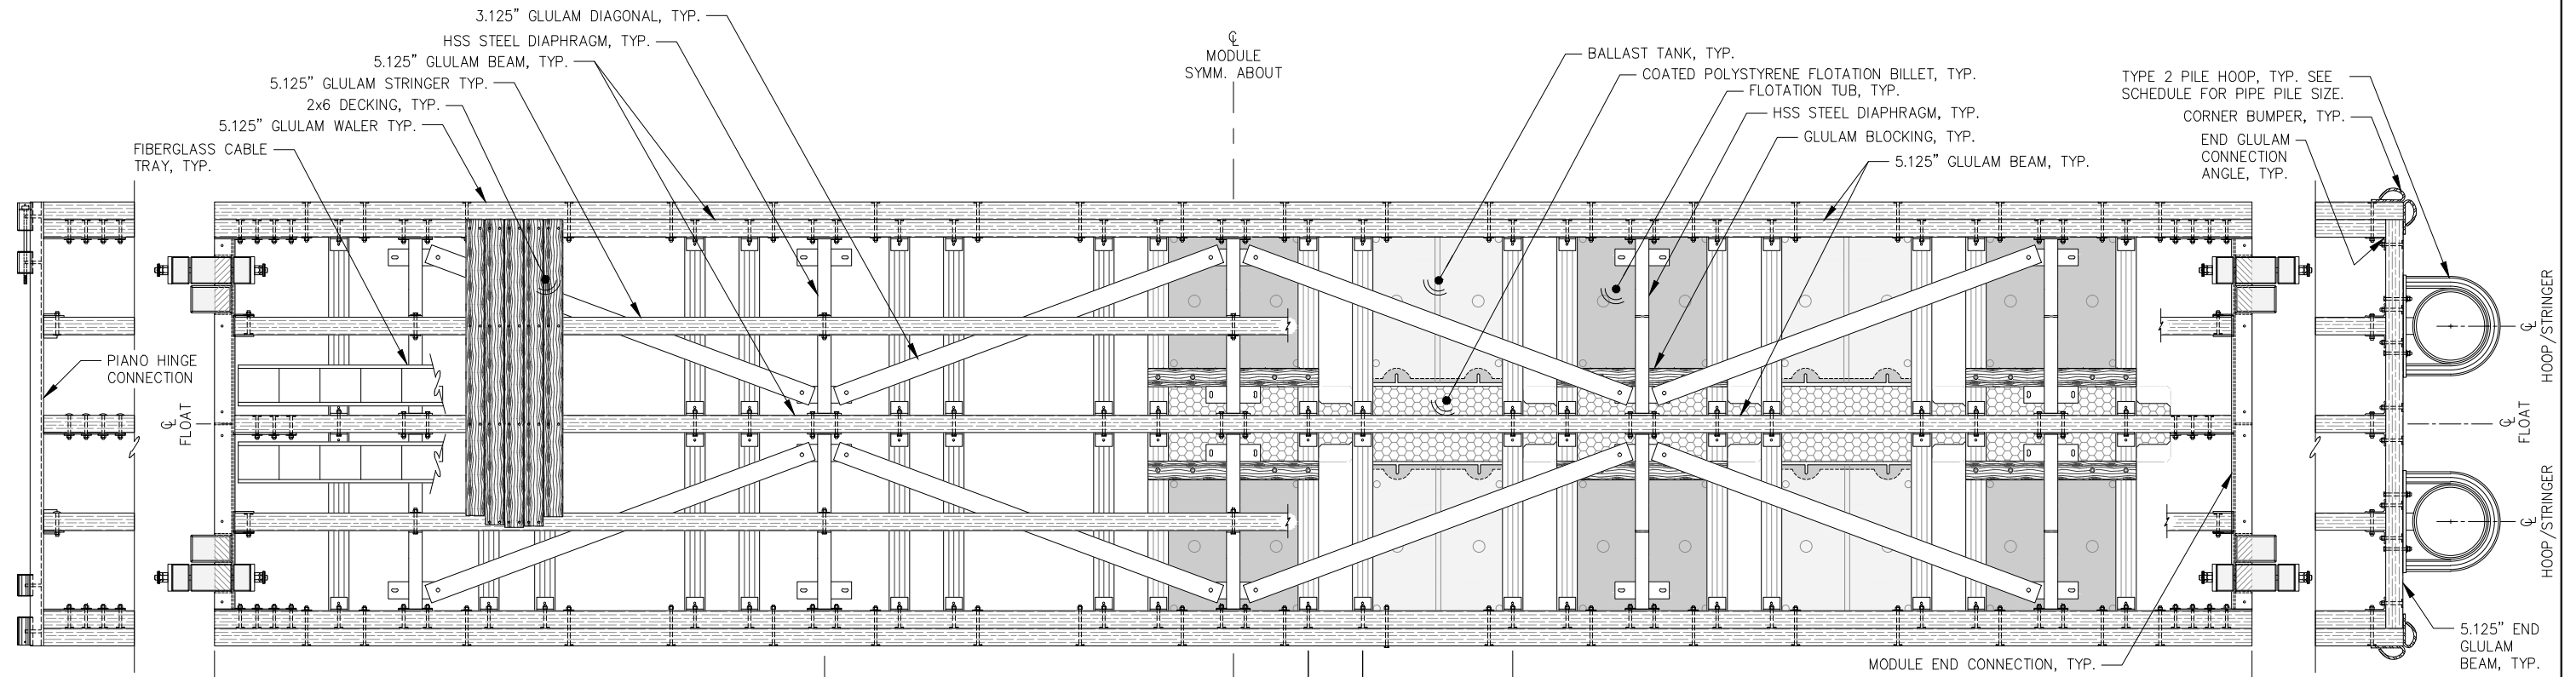 3.125" GLULAM DIAGONAL, TYP.
HSS STEEL DIAPHRAGM, TYP.
5.125" GLULAM BEAM, TYP.
5.125" GLULAM STRINGER TYP.
2x6 DECKING, TYP.
5.125" GLULAM WALER TYP.
FIBERGLASS CABLE
TRAY, TYP.
PIANO HINGE
CONNECTION
℄
FLOAT
℄
MODULE
SYMM. ABOUT
BALLAST TANK, TYP.
COATED POLYSTYRENE FLOTATION BILLET, TYP.
FLOTATION TUB, TYP.
HSS STEEL DIAPHRAGM, TYP.
GLULAM BLOCKING, TYP.
5.125" GLULAM BEAM, TYP.
TYPE 2 PILE HOOP, TYP. SEE
SCHEDULE FOR PIPE PILE SIZE.
CORNER BUMPER, TYP.
END GLULAM
CONNECTION
ANGLE, TYP.
℄
HOOP/STRINGER
℄
FLOAT
℄
HOOP/STRINGER
5.125" END
GLULAM
BEAM, TYP.
MODULE END CONNECTION, TYP.